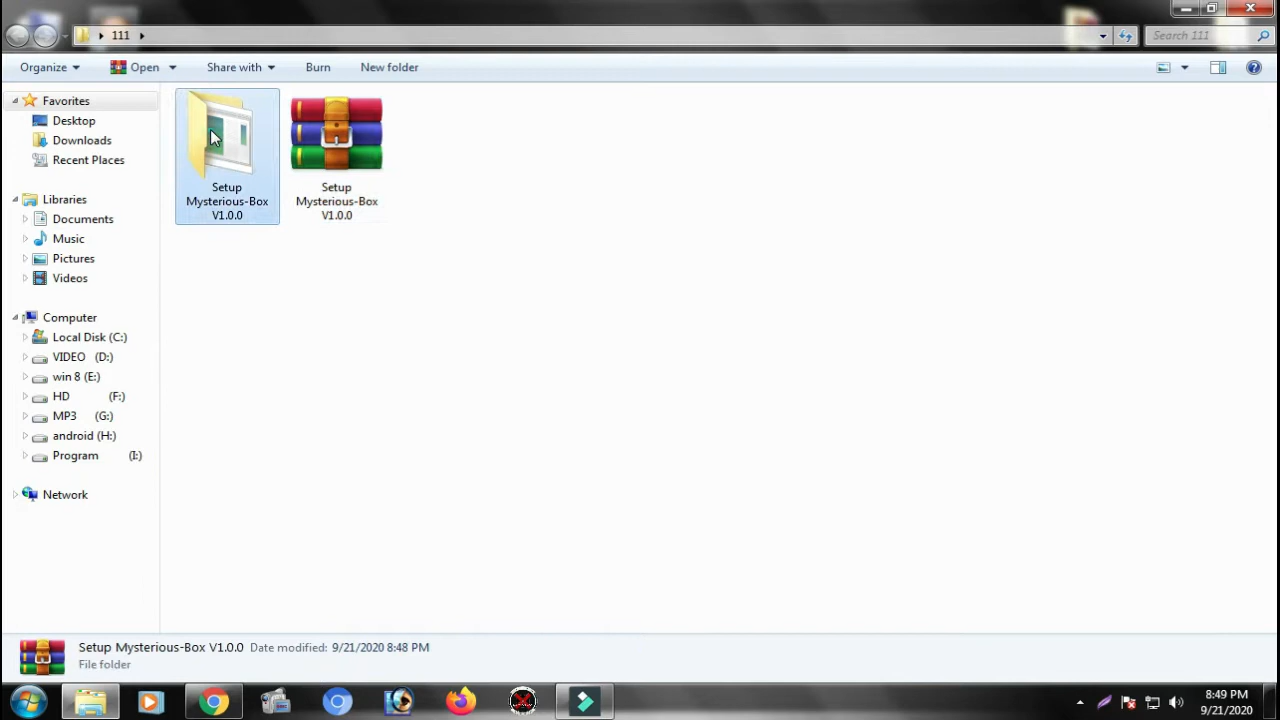 111
Search 111
Organize
Open
Share with
Burn
New folder
Favorites
Desktop
Downloads
Recent Places
Libraries
Documents
Music
Pictures
Videos
Computer
Local Disk (C:)
VIDEO (D:)
win 8 (E:)
HD (F:)
MP3 (G:)
android (H:)
Program (I:)
Network
Setup
Mysterious-Box
V1.0.0
Setup
Mysterious-Box
V1.0.0
Setup Mysterious-Box V1.0.0 Date modified: 9/21/2020 8:48 PM
File folder
8:49 PM
9/21/2020